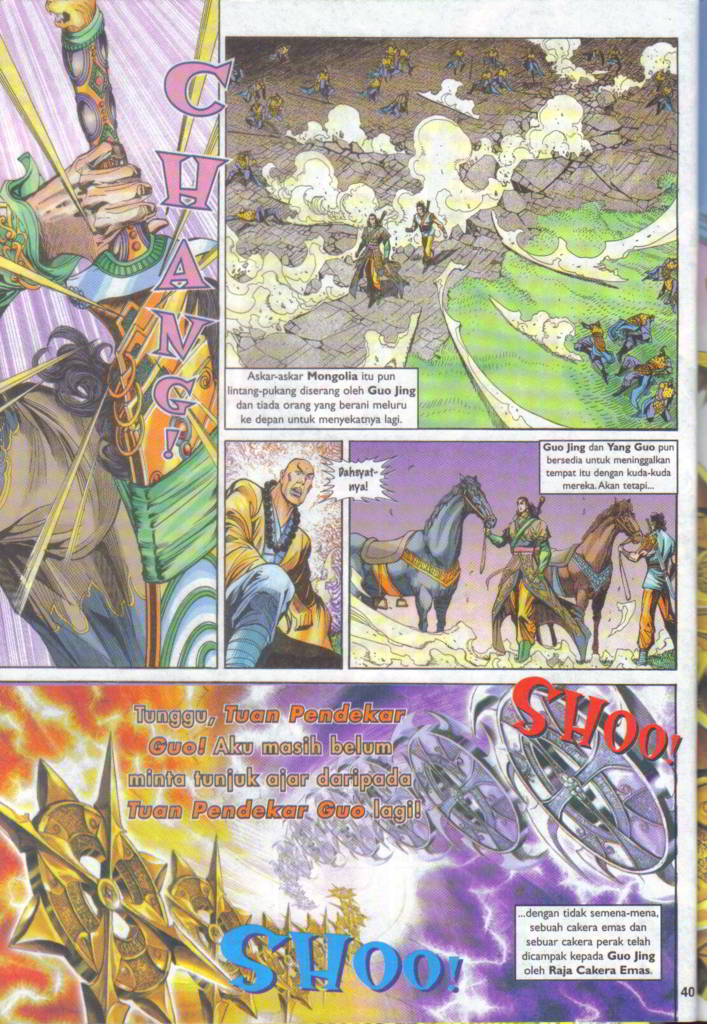 CHANG!
Askar-askar Mongolia itu pun
lintang-pukang diserang oleh Guo Jing
dan tiada orang yang berani meluru
ke depan untuk menyekatnya lagi.
Dahsyat-
nya!
Guo Jing dan Yang Guo pun
bersedia untuk meninggalkan
tempat itu dengan kuda-kuda
mereka. Akan tetapi...
SHOO!
Tunggu, Tuan Pendekar
Guo! Aku masih belum
minta tunjuk ajar daripada
Tuan Pendekar Guo lagi!
SHOO!
...dengan tidak semena-mena,
sebuah cakera emas dan
sebuar cakera perak telah
dicampak kepada Guo Jing
oleh Raja Cakera Emas.
40